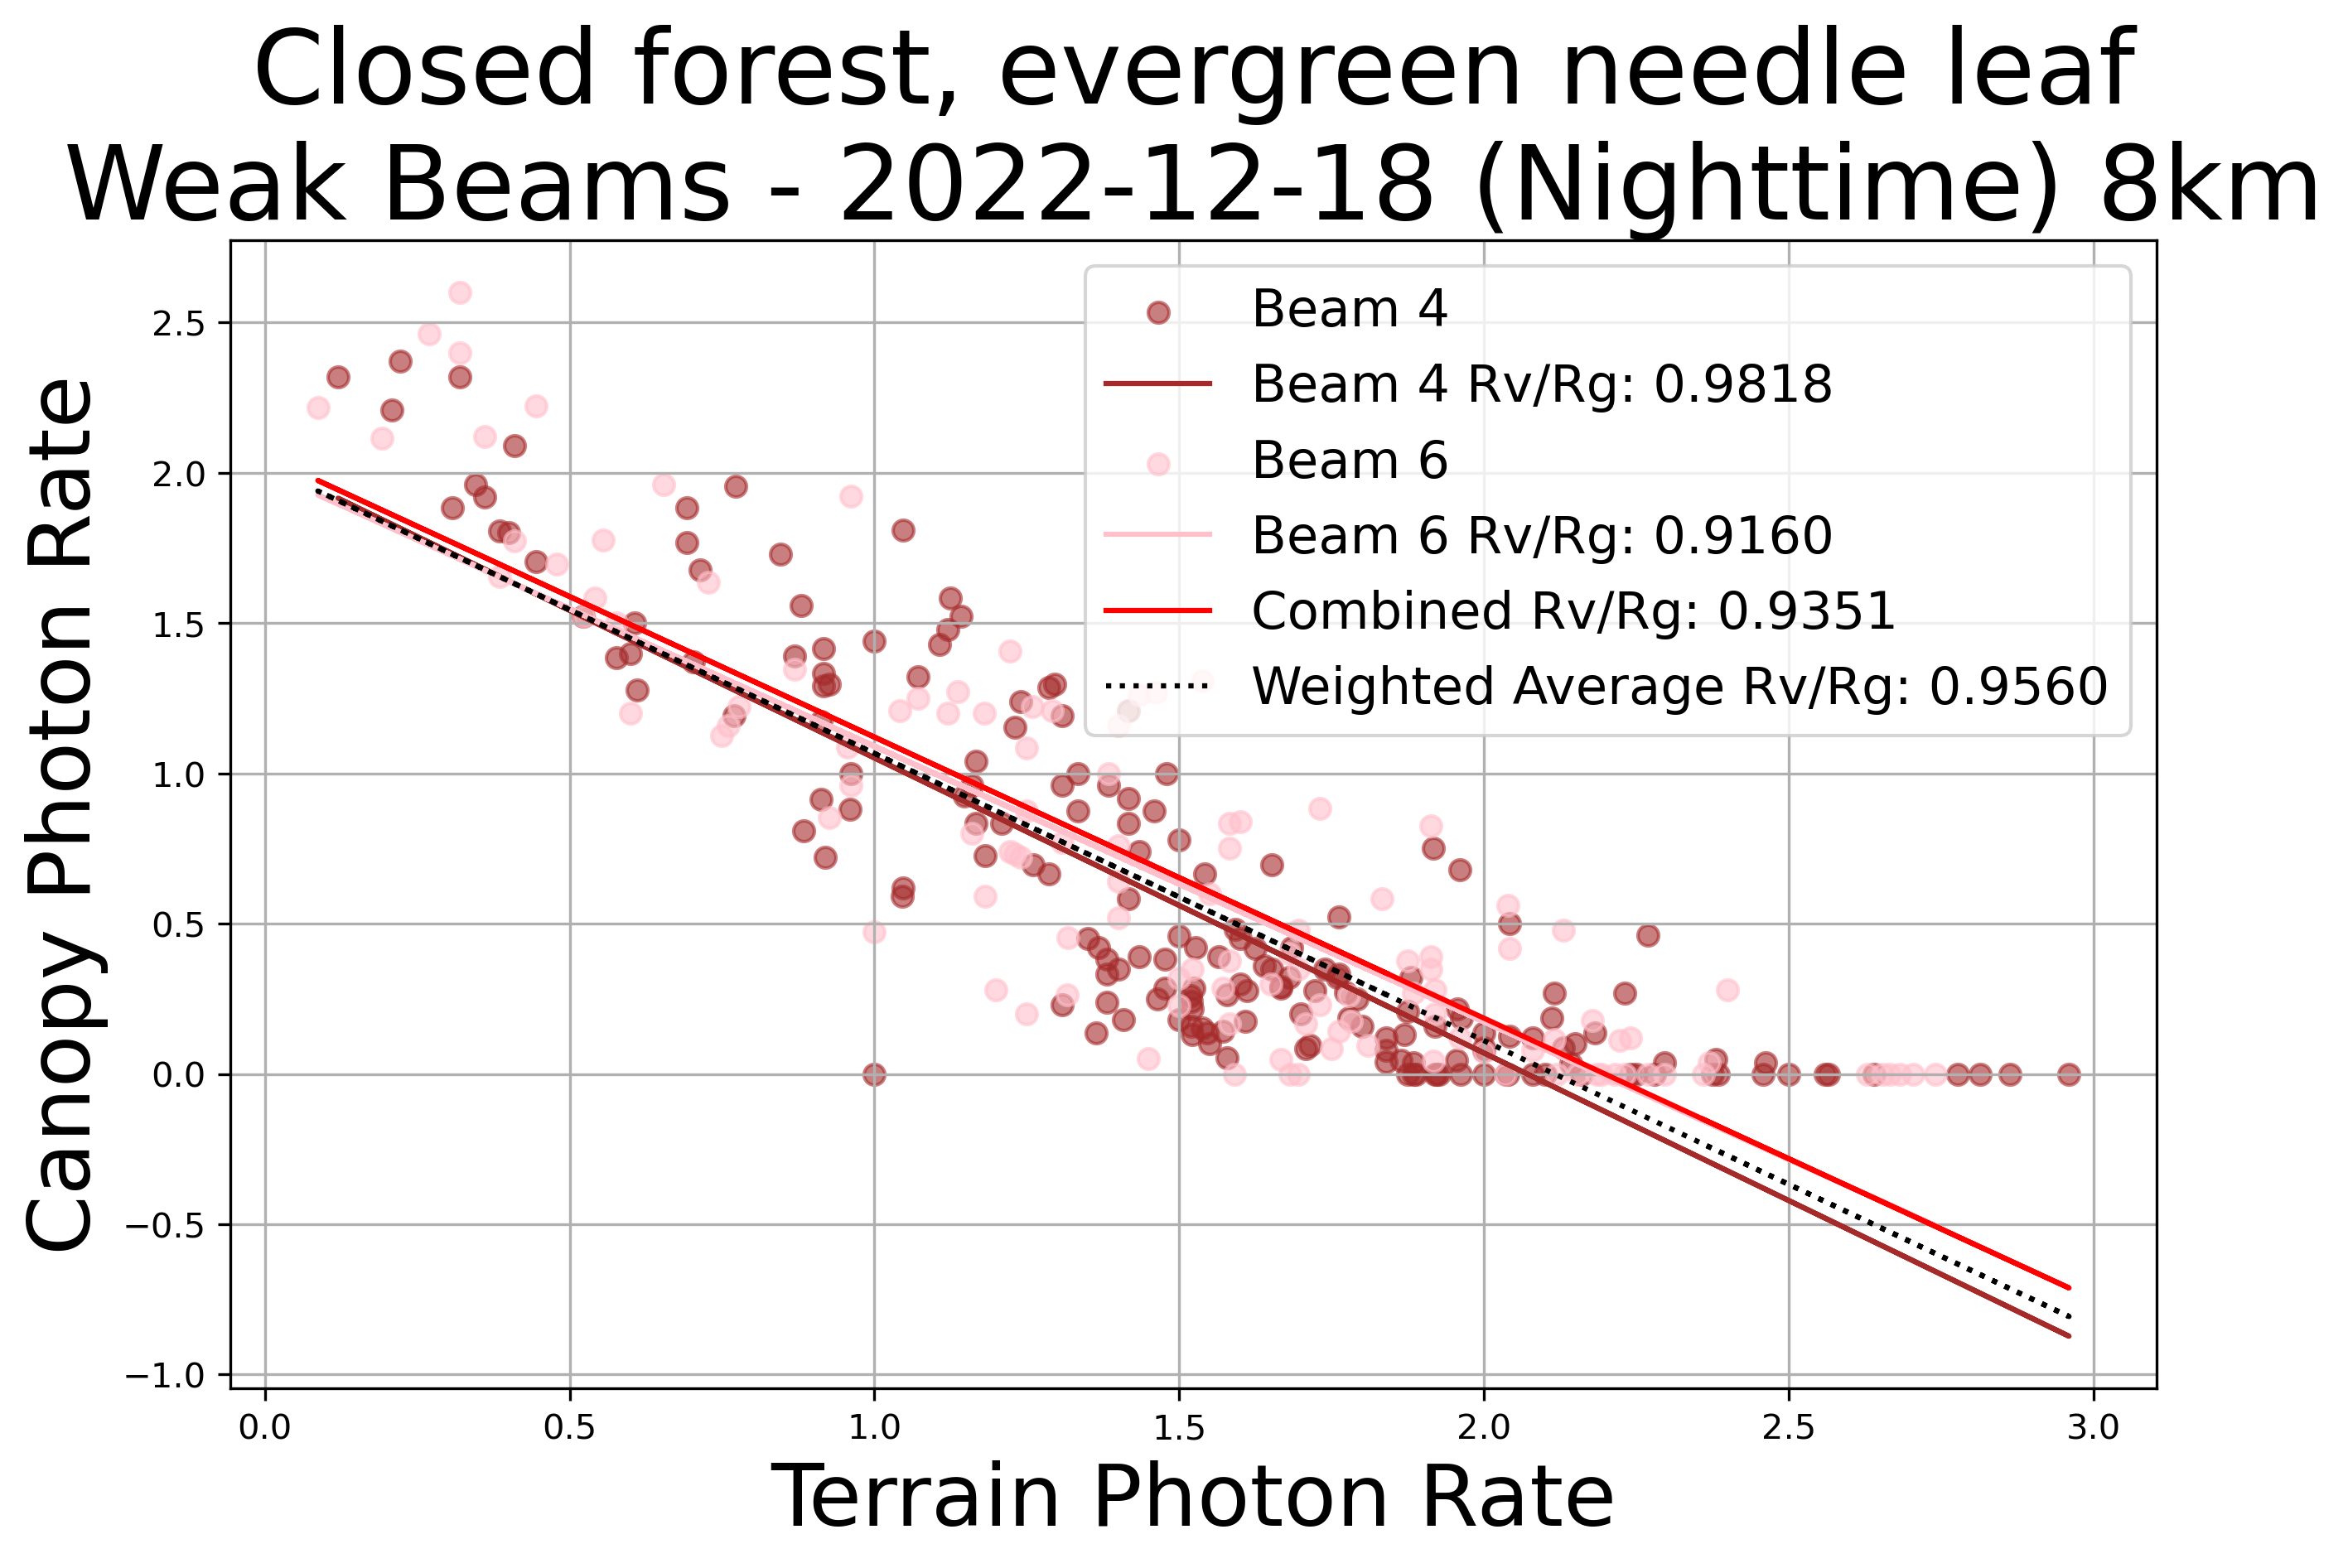 Closed forest, evergreen needle leaf
Weak Beams - 2022-12-18 (Nighttime) 8km
Canopy Photon Rate
2.5
2.0
1.5
1.0
0.5
0.0
−0.5
−1.0
Beam 4
Beam 4 Rv/Rg: 0.9818
Beam 6
Beam 6 Rv/Rg: 0.9160
Combined Rv/Rg: 0.9351
Weighted Average Rv/Rg: 0.9560
0.0 0.5 1.0 1.5 2.0 2.5 3.0
Terrain Photon Rate